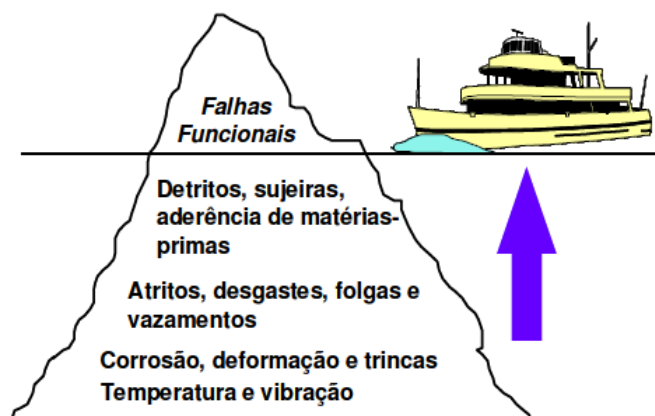 Falhas
Funcionais
Detritos, sujeiras,
aderência de matérias-
primas
Atritos, desgastes, folgas e
vazamentos
Corrosão, deformação e trincas
Temperatura e vibração